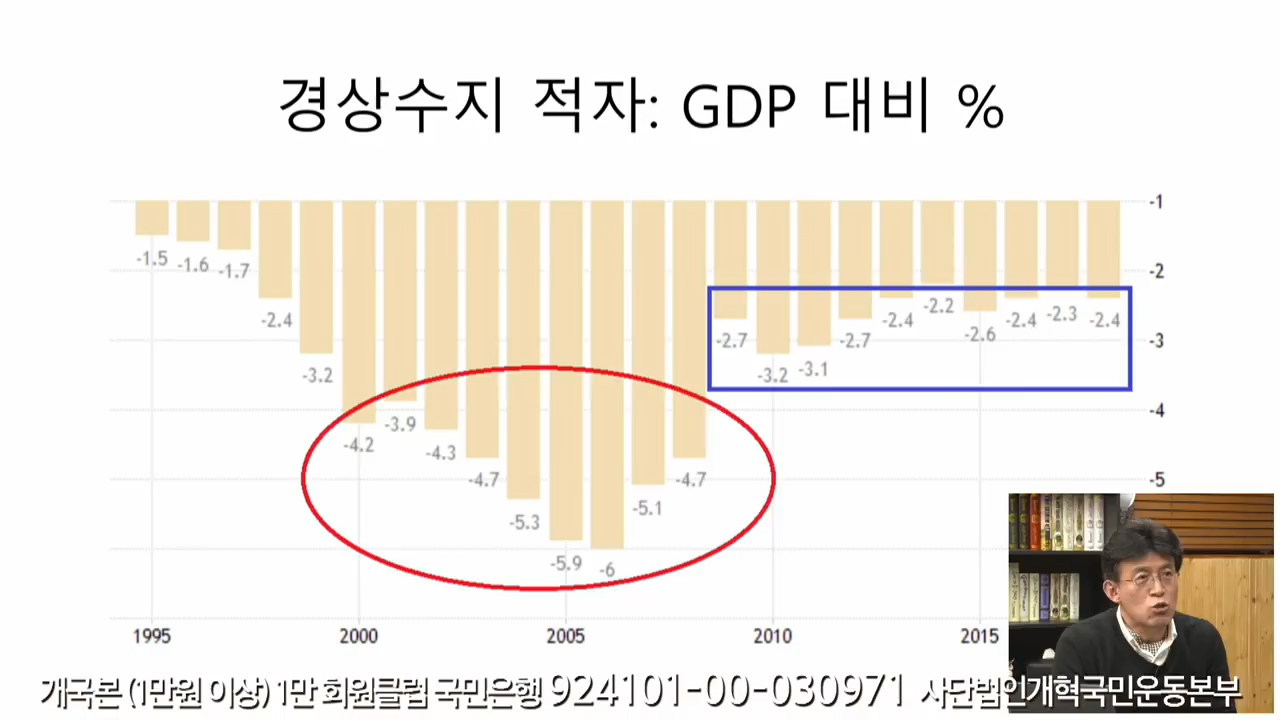 경상수지 적자: GDP 대비 %
-1
-1.5 -1.6 -1.7 -2.4 -3.2 -4.2 -3.9 -4.3 -4.7 -5.3 -5.9 -6 -5.1 -4.7 -2.7 -3.2 -3.1 -2.7 -2.4 -2.2 -2.6 -2.4 -2.3 -2.4
-2
-3
-4
-5
1995 2000 2005 2010 2015
개국본 (1만원 이상) 1만 회원클럽 국민은행 924101-00-030971 사단법인개혁국민운동본부